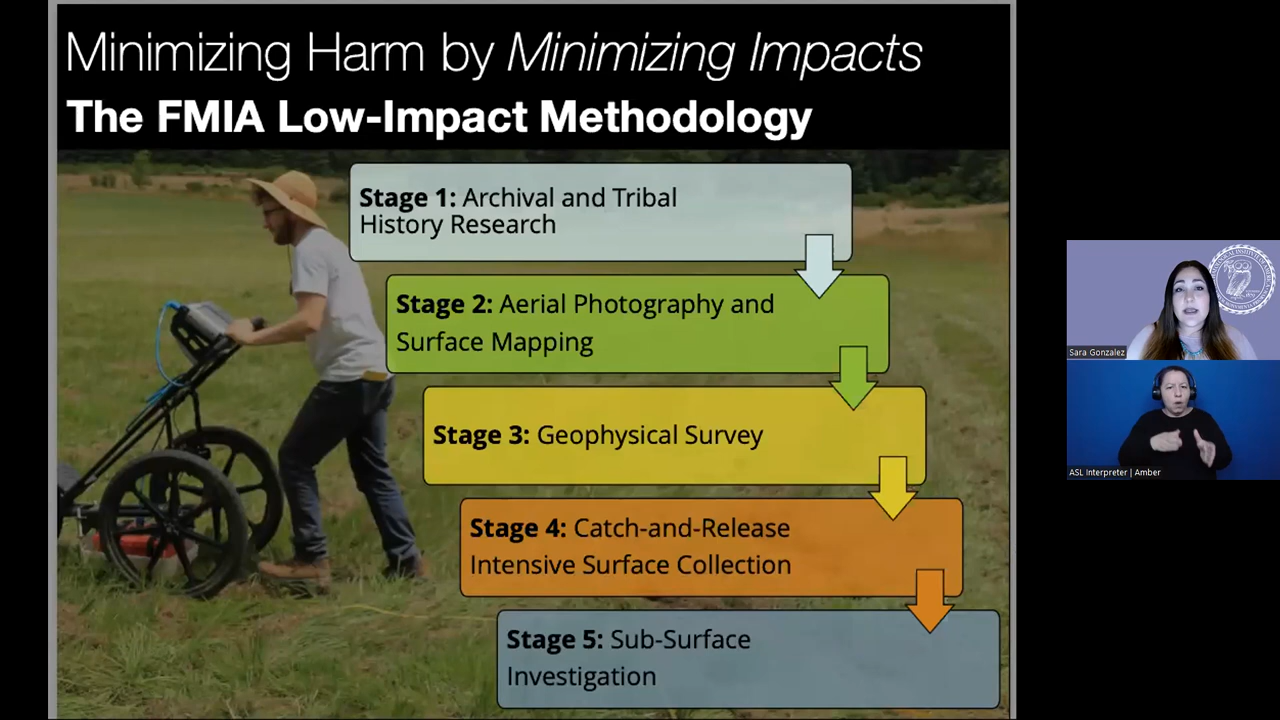 Minimizing Harm by Minimizing Impacts
The FMIA Low-Impact Methodology
Stage 1: Archival and Tribal
History Research
Stage 2: Aerial Photography and
Surface Mapping
Stage 3: Geophysical Survey
Stage 4: Catch-and-Release
Intensive Surface Collection
Stage 5: Sub-Surface
Investigation
Sara Gonzalez
ASL Interpreter | Amber